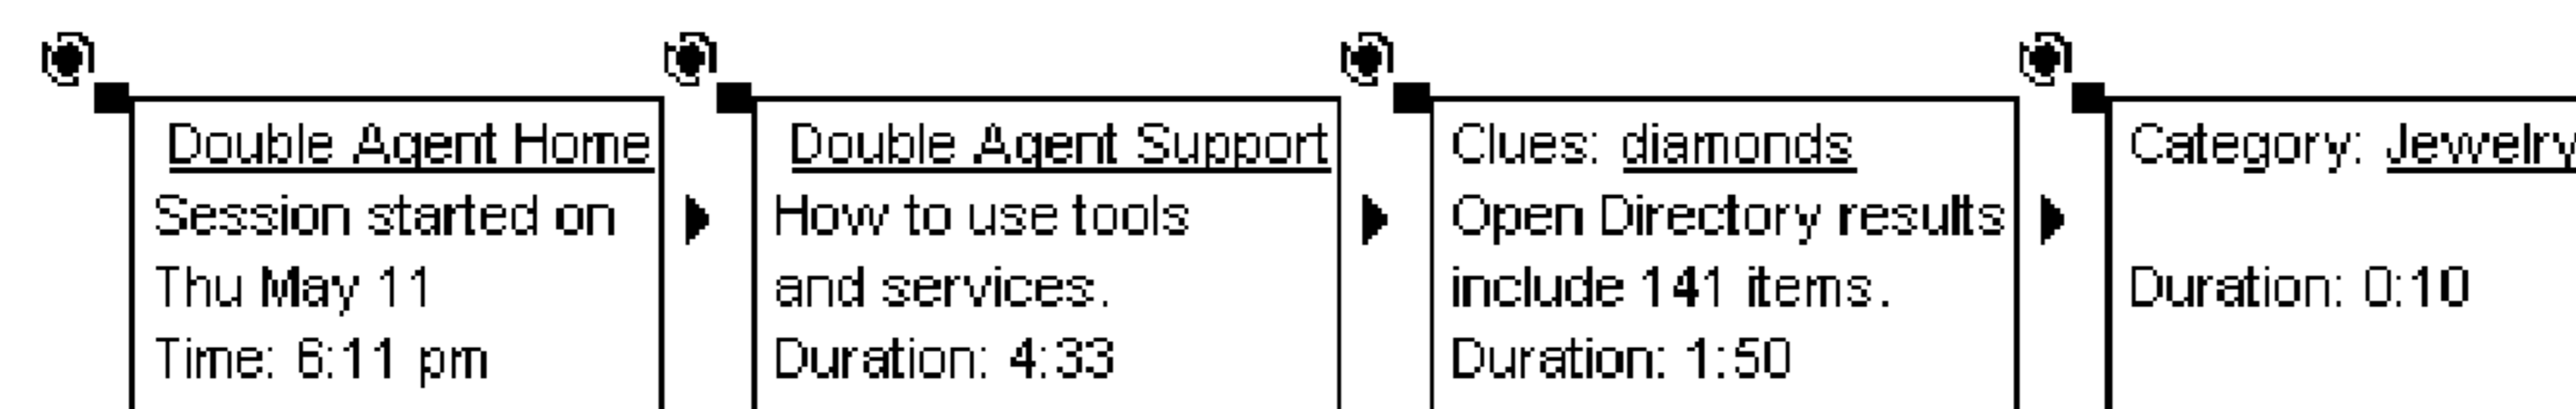 Double Agent Home
Session started on
Thu May 11
Time: 6:11 pm
Double Agent Support
How to use tools
and services.
Duration: 4:33
Clues: diamonds
Open Directory results
include 141 items.
Duration: 1:50
Category: Jewelry
Duration: 0:10